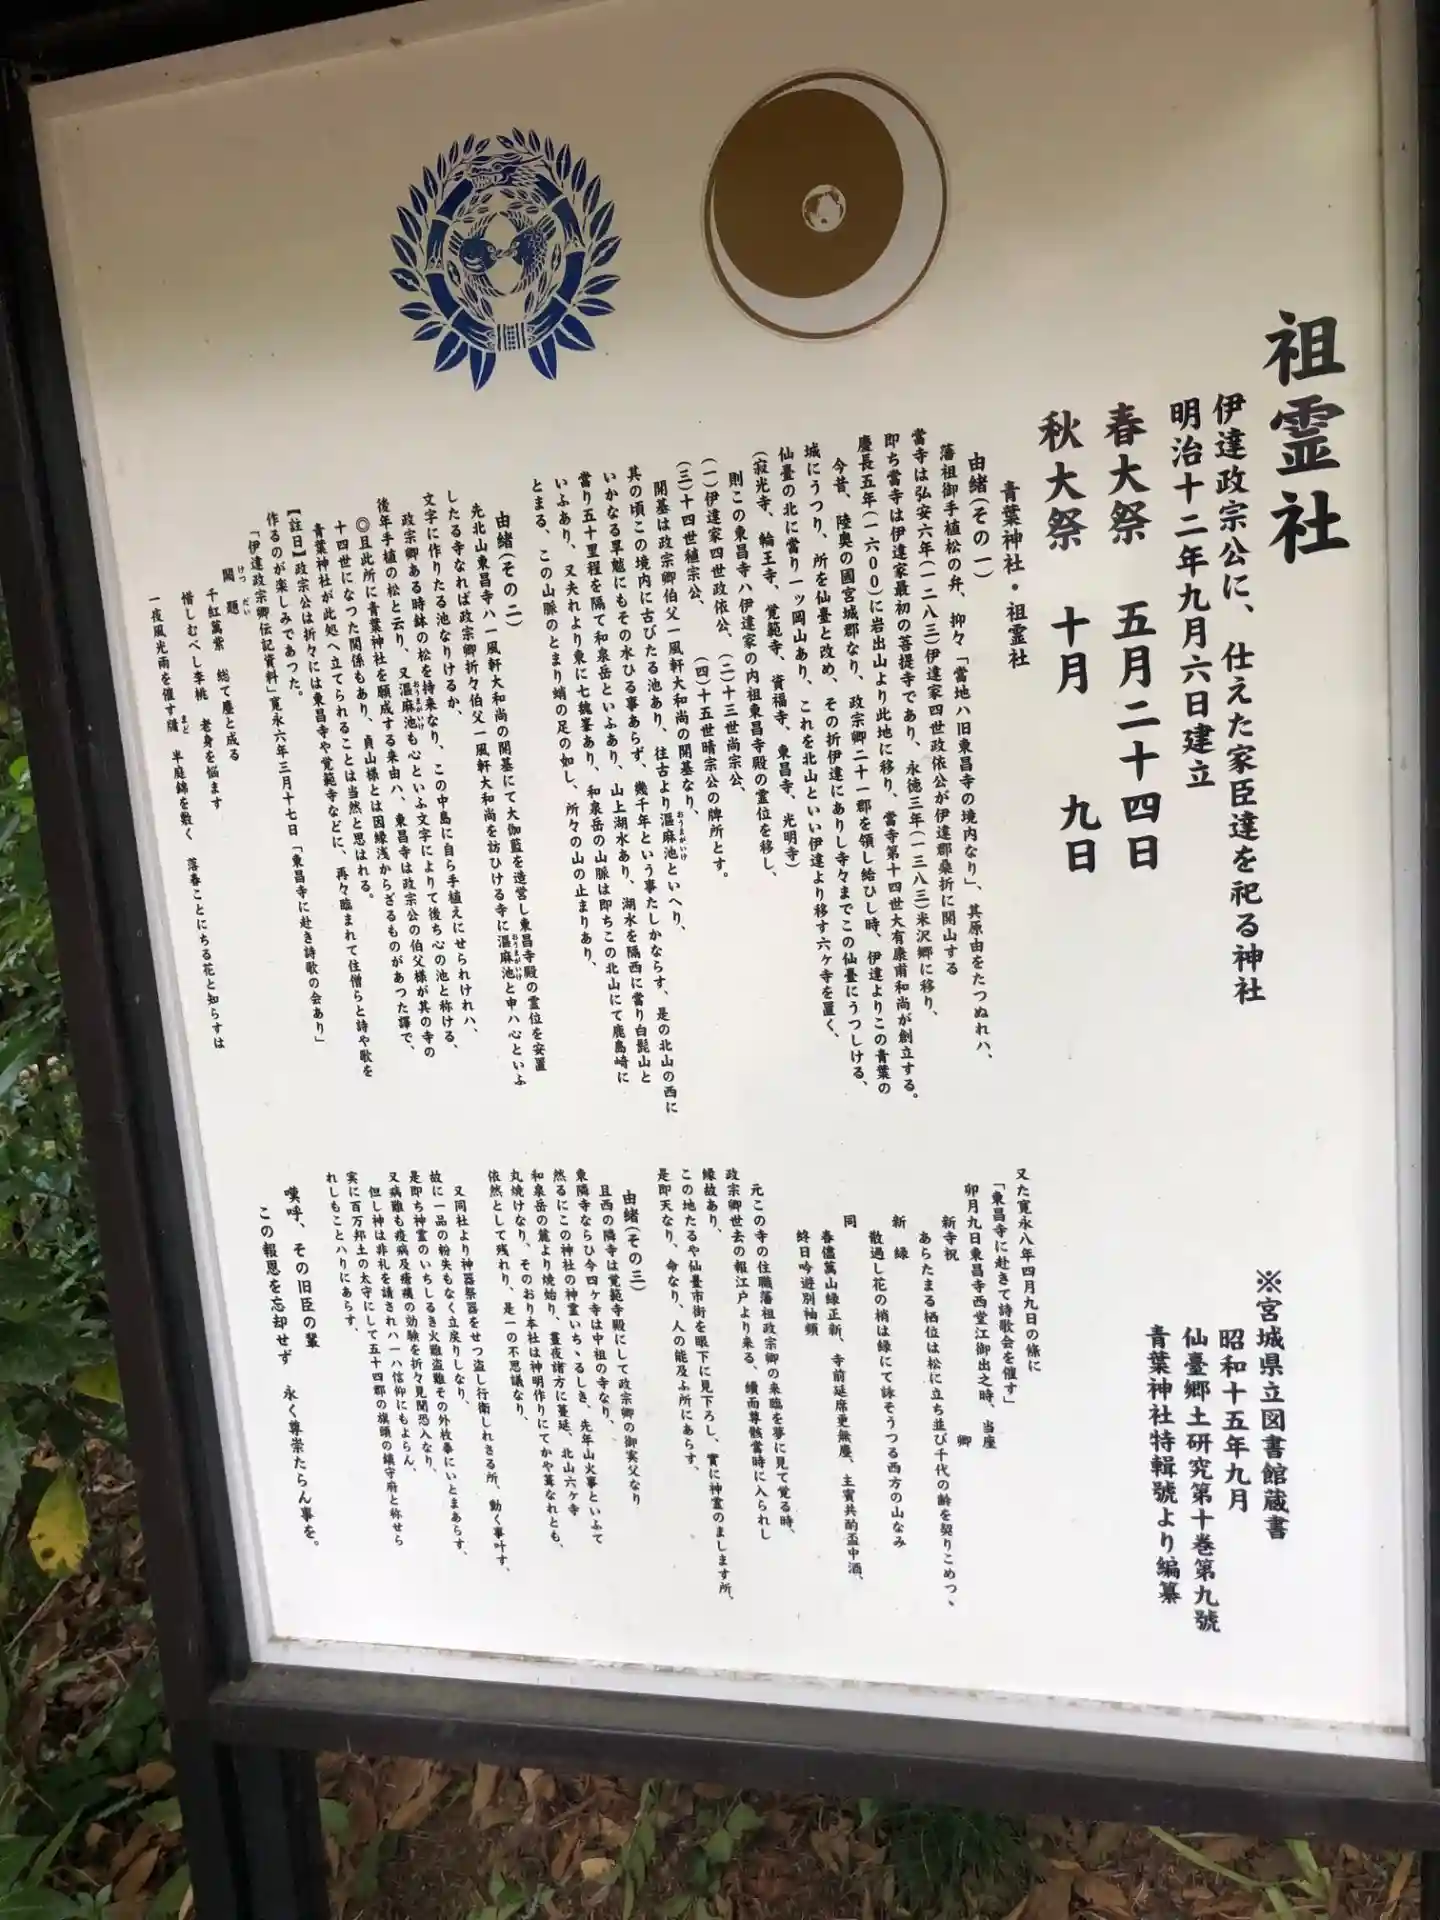 祖霊社
伊達政宗公に、仕えた家臣達を祀る神社
明治十二年九月六日建立
春大祭　五月二十四日
秋大祭　十月　九日
※宮城県立図書館蔵書
昭和十五年九月
仙臺郷土研究第十巻第九號
青葉神社特輯號より編纂
青葉神社・祖霊社
由緒(その一)
藩祖御手植松の弁、抑々「當地ハ旧東昌寺の境内なり」、其原由をたつぬれハ、
當寺は弘安六年(一二八三)伊達家四世政依公が伊達郡桑折に開山する
即ち當寺は伊達家最初の菩提寺であり、永徳三年(一三八三)米沢郷に移り、
慶長五年(一六〇〇)に岩出山より此地に移り、當寺第十四世大有康甫和尚が創立する。
今昔、陸奥の國宮城郡なり、政宗卿二十一郡を領し給ひし時、伊達よりこの青葉の
城にうつり、所を仙臺と改め、その折伊達にありし寺々までこの仙臺にうつしける、
仙臺の北に當り一ッ岡山あり、これを北山といい伊達より移す六ケ寺を置く、
(寂光寺、輪王寺、覚範寺、資福寺、東昌寺、光明寺)
則この東昌寺ハ伊達家の内祖東昌寺殿の霊位を移し、
(一)伊達家四世政依公、(二)十三世尚宗公、
(三)十四世稙宗公、　(四)十五世晴宗公の牌所とす。
開基は政宗卿伯父一風軒大和尚の開基なり、
其の頃この境内に古びたる池あり、往古より漚麻池といへり、
おうまがいけ
いかなる旱魃にもその水ひる事あらず、幾千年という事たしかならす、是の北山の西に
當り五十里程を隔て和泉岳といふあり、山上湖水あり、湖水を隔西に當り白髭山と
いふあり、又夫れより東に七魏峯あり、和泉岳の山脈は即ちこの北山にて鹿島崎に
とまる、この山脈のとまり蛸の足の如し、所々の山の止まりあり、
由緒(その二)
先北山東昌寺ハ一風軒大和尚の開基にて大伽藍を造営し東昌寺殿の霊位を安置
したる寺なれば政宗卿折々伯父一風軒大和尚を訪ひける寺に漚麻池と申ハ心といふ
おうまがいけ
文字に作りたる池なりけるか、この中島に自ら手植えにせられけれハ、
政宗卿ある時鉢の松を持来なり、この中島に自ら手植えにせられけれハ、
後年手植の松と云り、又漚麻池も心といふ文字によりて後ち心の池と称ける、
おうまがいけ
◎且此所に青葉神社を願成する来由ハ、東昌寺は政宗公の伯父様が其の寺の
十四世になつた関係もあり、貞山様とは因縁浅からざるものがあつた譯で、
青葉神社が此処へ立てられることは当然と思はれる。
【註日】政宗公は折々には東昌寺や覚範寺などに、再々臨まれて住僧らと詩や歌を
作るのが楽しみであつた。
「伊達政宗卿伝記資料」寛永六年三月十七日「東昌寺に赴き詩歌の会あり」
けつ　だい
題
千紅萬紫　総て塵と成る
惜しむべし李桃　老身を悩ます
まど
一夜風光雨を催す牖　半庭錦を敷く　落春ことにちる花と知らすは
又た寛永八年四月九日の條に
「東昌寺に赴きて詩歌会を催す」
卯月九日東昌寺西堂江御出之時、当座
卿
新寺祝
あらたまる栖位は松に立ち並び千代の齢を契りこめつゝ
新　緑
散過し花の梢は緑にて詠そうつる西方の山なみ
同
春儘萬山緑正新、寺前延席更無塵、主賓共酌盃中酒、
終日吟遊別袖頻
元この寺の住職藩祖政宗卿の来臨を夢に見て覚る時、
政宗卿世去の報江戸より来る、續而尊骸當時に入られし
縁故あり、
この地たるや仙臺市街を眼下に見下ろし、實に神霊のまします所、
是即天なり、命なり、人の能及ふ所にあらす、
由緒(その三)
且西の隣寺は覚範寺殿にして政宗卿の御実父なり
東隣寺ならひ今四ケ寺は中祖の寺なり、
然るにこの神社の神霊いちゝるしき、先年山火事といふて
和泉岳の麓より焼始り、晝夜諸方に蔓延、北山六ケ寺
丸焼けなり、そのおり本社は神明作りにてかや葺なれとも、
依然として残れり、是一の不思議なり、
又同社より神器祭器をせつ盗し行衛しれさる所、動く事叶す、
故に一品の紛失もなく立戻りしなり、
是即ち神霊のいちしるき火難盗難その外枚挙にいとまあらす、
又病難も疫病及瘡瘼の効験を折々見聞恐入なり、
但し神は非礼を請されハ一ハ信仰にもよらん、
実に百万邦土の太守にして五十四郡の旗頭の鎮守府と称せら
れしもことハりにあらす、
嘆呼、その旧臣の輩
この報恩を忘却せず　永く尊崇たらん事を。